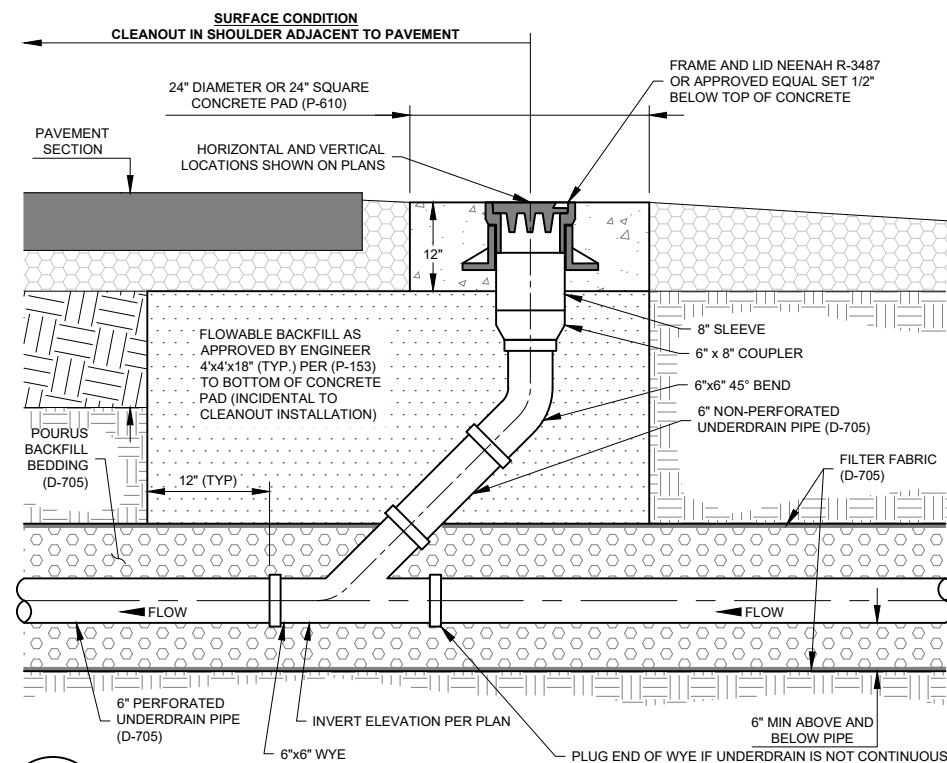 SURFACE CONDITION
CLEANOUT IN SHOULDER ADJACENT TO PAVEMENT
FRAME AND LID NEENAH R-3487
OR APPROVED EQUAL SET 1/2"
BELOW TOP OF CONCRETE
24" DIAMETER OR 24" SQUARE
CONCRETE PAD (P-610)
PAVEMENT
SECTION
HORIZONTAL AND VERTICAL
LOCATIONS SHOWN ON PLANS
12"
FLOWABLE BACKFILL AS
APPROVED BY ENGINEER
4'x4'x18" (TYP.) PER (P-153)
TO BOTTOM OF CONCRETE
PAD (INCIDENTAL TO
CLEANOUT INSTALLATION)
8" SLEEVE
6" x 8" COUPLER
6"x6" 45° BEND
6" NON-PERFORATED
UNDERDRAIN PIPE (D-705)
POURUS
BACKFILL
BEDDING
(D-705)
12" (TYP)
FILTER FABRIC
(D-705)
FLOW
FLOW
6" PERFORATED
UNDERDRAIN PIPE
(D-705)
INVERT ELEVATION PER PLAN
6" MIN ABOVE AND
BELOW PIPE
6"x6" WYE
PLUG END OF WYE IF UNDERDRAIN IS NOT CONTINUOUS